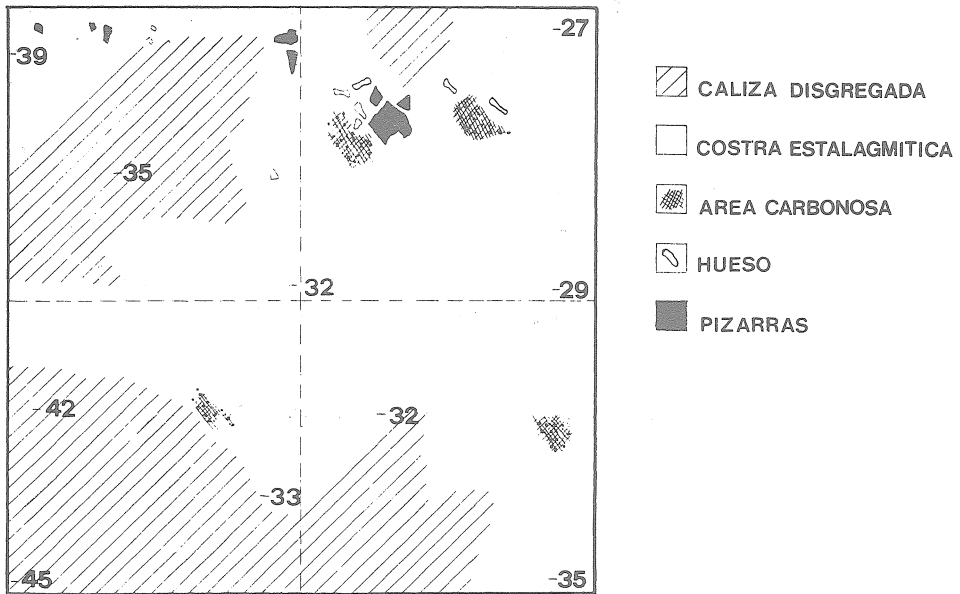 -27
-39
-35
-32
-29
-42
-32
-33
-45
-35
CALIZA DISGREGADA
COSTRA ESTALAGMITICA
AREA CARBONOSA
HUESO
PIZARRAS